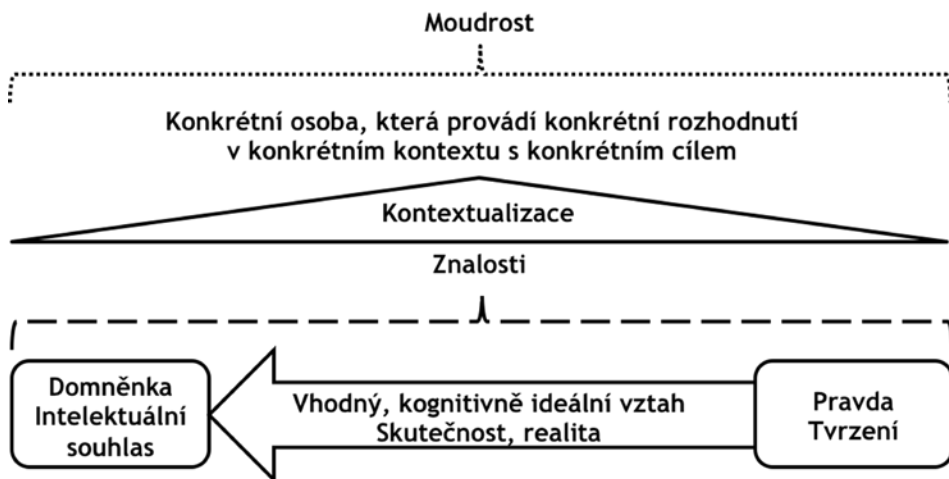 Moudrost
Konkrétní osoba, která provádí konkrétní rozhodnutí
v konkrétním kontextu s konkrétním cílem
Kontextualizace
Znalosti
Domněnka
Intelektuální
souhlas
Vhodný, kognitivně ideální vztah
Skutečnost, realita
Pravda
Tvrzení